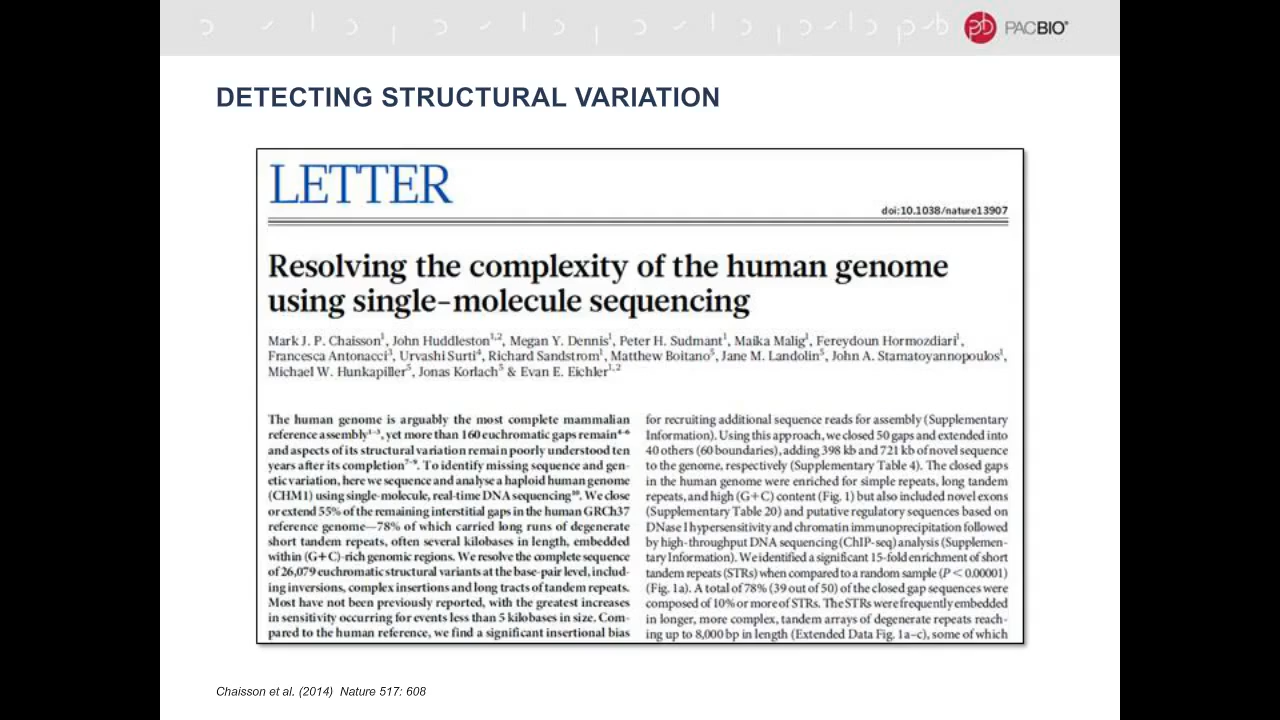 PACBIO®
DETECTING STRUCTURAL VARIATION
LETTER
doi:10.1038/nature13907
Resolving the complexity of the human genome
using single-molecule sequencing
Mark J. P. Chaisson1, John Huddleston1,2, Megan Y. Dennis1, Peter H. Sudmant1, Maika Malig1, Fereydoun Hormozdiari1,
Francesca Antonacci3, Urvashi Surti4, Richard Sandstrom1, Matthew Boitano5, Jane M. Landolin5, John A. Stamatoyannopoulos1,
Michael W. Hunkapiller5, Jonas Korlach5 & Evan E. Eichler1,2
The human genome is arguably the most complete mammalian
reference assembly1-3, yet more than 160 euchromatic gaps remain4-6
and aspects of its structural variation remain poorly understood ten
years after its completion7-9. To identify missing sequence and gen-
etic variation, here we sequence and analyse a haploid human genome
(CHM1) using single-molecule, real-time DNA sequencing10. We close
or extend 55% of the remaining interstitial gaps in the human GRCh37
reference genome—78% of which carried long runs of degenerate
short tandem repeats, often several kilobases in length, embedded
within (G+C)-rich genomic regions. We resolve the complete sequence
of 26,079 euchromatic structural variants at the base-pair level, includ-
ing inversions, complex insertions and long tracts of tandem repeats.
Most have not been previously reported, with the greatest increases
in sensitivity occurring for events less than 5 kilobases in size. Com-
pared to the human reference, we find a significant insertional bias
for recruiting additional sequence reads for assembly (Supplementary
Information). Using this approach, we closed 50 gaps and extended into
40 others (60 boundaries), adding 398 kb and 721 kb of novel sequence
to the genome, respectively (Supplementary Table 4). The closed gaps
in the human genome were enriched for simple repeats, long tandem
repeats, and high (G+C) content (Fig. 1) but also included novel exons
(Supplementary Table 20) and putative regulatory sequences based on
DNase I hypersensitivity and chromatin immunoprecipitation followed
by high-throughput DNA sequencing (ChIP-seq) analysis (Supplemen-
tary Information). We identified a significant 15-fold enrichment of short
tandem repeats (STRs) when compared to a random sample (P < 0.00001)
(Fig. 1a). A total of 78% (39 out of 50) of the closed gap sequences were
composed of 10% or more of STRs. The STRs were frequently embedded
in longer, more complex, tandem arrays of degenerate repeats reach-
ing up to 8,000 bp in length (Extended Data Fig. 1a–c), some of which
Chaisson et al. (2014) Nature 517: 608